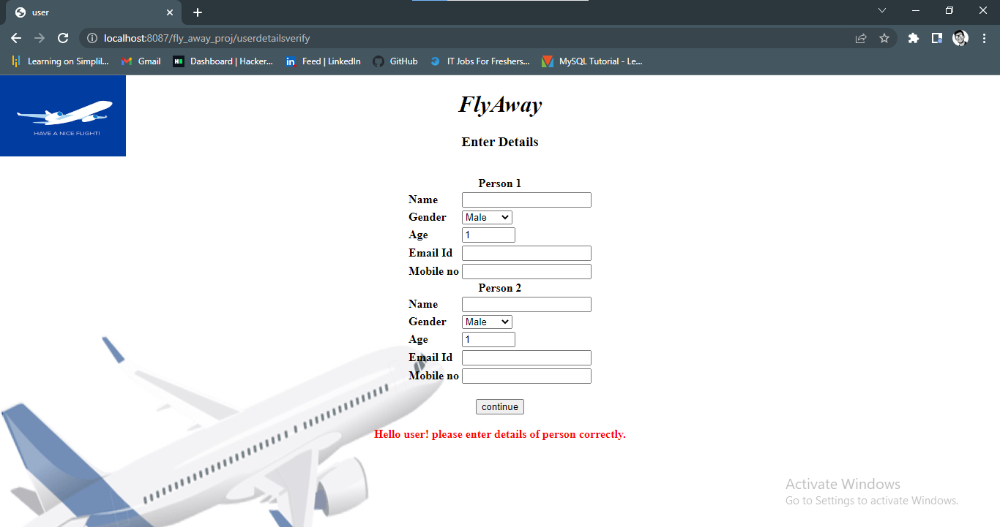 user
localhost:8087/fly_away_proj/userdetailsverify
Learning on Simplil... Gmail Dashboard | Hacker... Feed | LinkedIn GitHub IT Jobs For Freshers... MySQL Tutorial - Le...
HAVE A NICE FLIGHT!
FlyAway
Enter Details
Person 1
Name
Gender Male
Age 1
Email Id
Mobile no
Person 2
Name
Gender Male
Age 1
Email Id
Mobile no
continue
Hello user! please enter details of person correctly.
Activate Windows
Go to Settings to activate Windows.